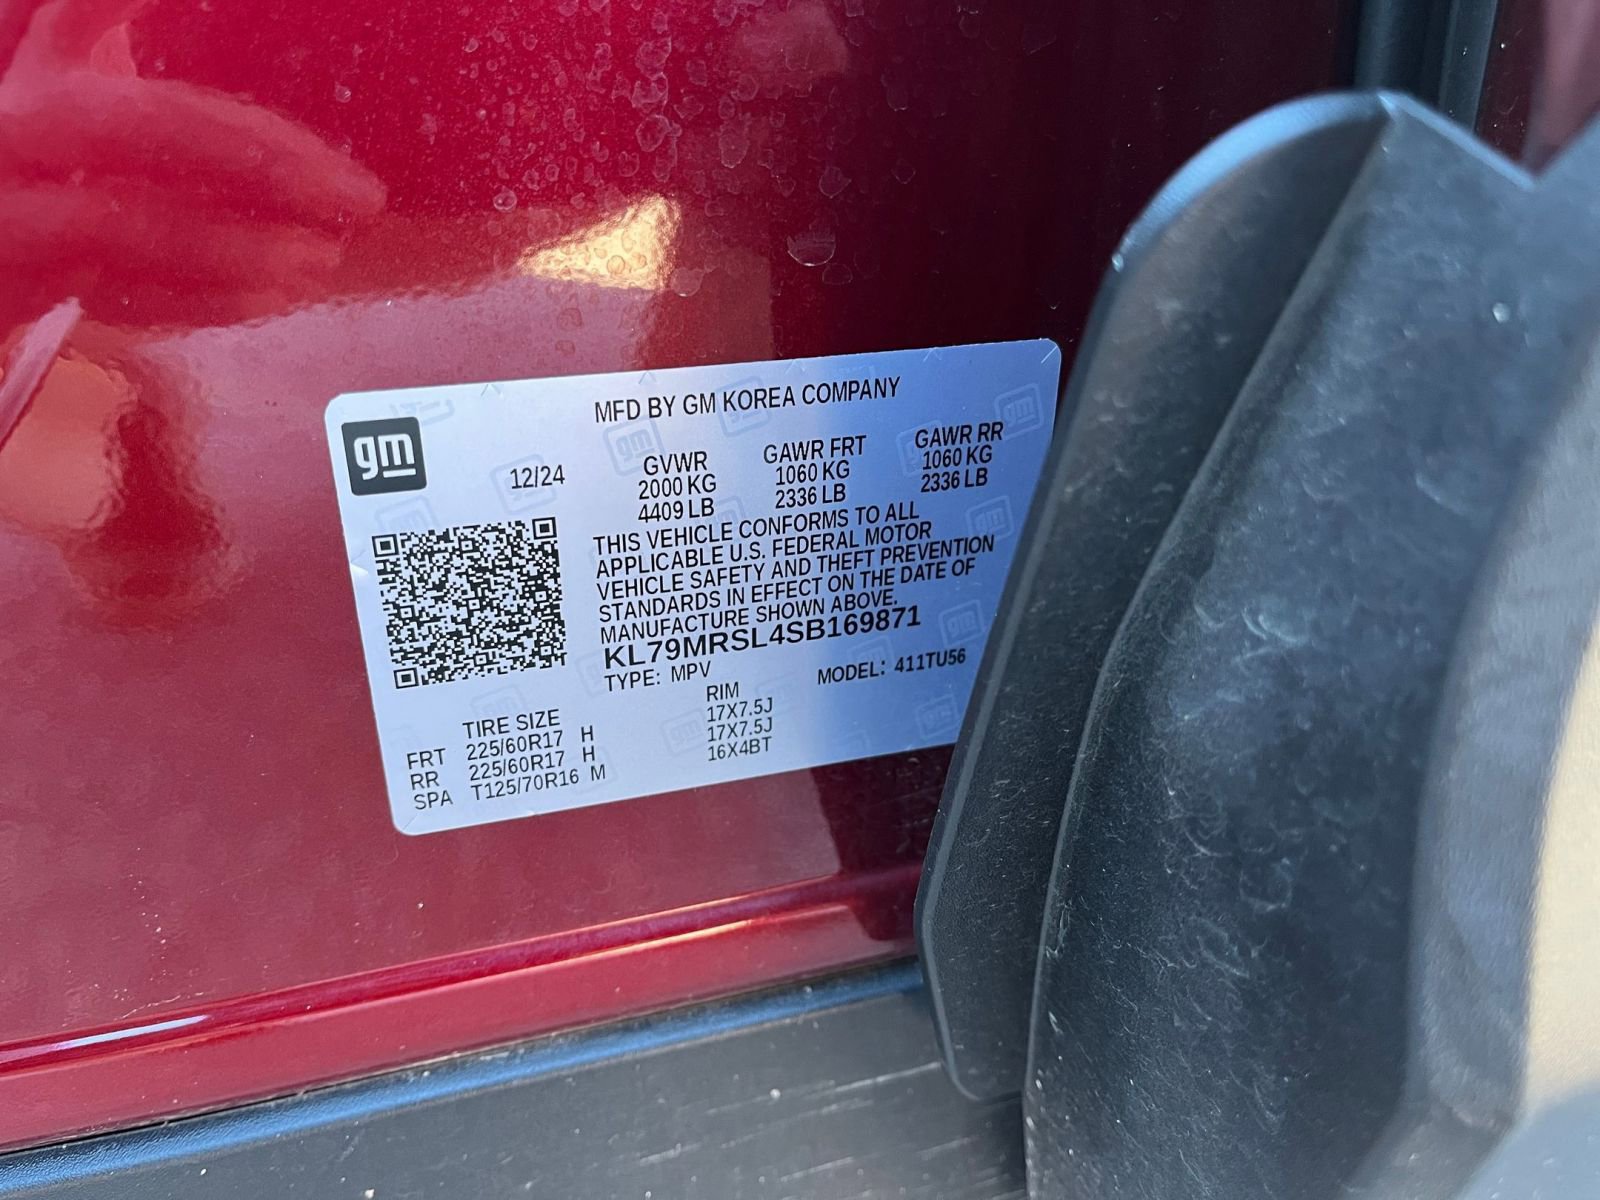 MFD BY GM KOREA COMPANY
gm
12/24
GVWR GAWR FRT GAWR RR
2000 KG 1060 KG 1060 KG
4409 LB 2336 LB 2336 LB
THIS VEHICLE CONFORMS TO ALL
APPLICABLE U.S. FEDERAL MOTOR
VEHICLE SAFETY AND THEFT PREVENTION
STANDARDS IN EFFECT ON THE DATE OF
MANUFACTURE SHOWN ABOVE.
KL79MRSL4SB169871
TYPE: MPV MODEL: 411TU56
TIRE SIZE RIM
FRT 225/60R17 H 17X7.5J
RR 225/60R17 H 17X7.5J
SPA T125/70R16 M 16X4BT